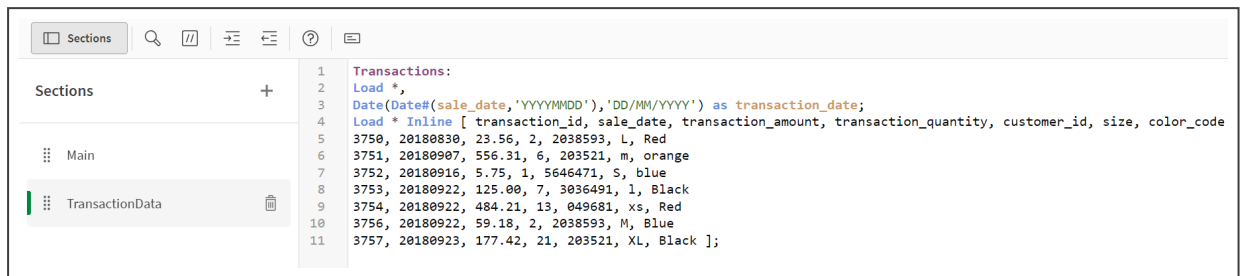 Sections
Sections
+
Main
TransactionData
1 Transactions:
2 Load *,
3 Date(Date#(sale_date,'YYYYMMDD'),'DD/MM/YYYY') as transaction_date;
4 Load * Inline [ transaction_id, sale_date, transaction_amount, transaction_quantity, customer_id, size, color_code
5 3750, 20180830, 23.56, 2, 2038593, L, Red
6 3751, 20180907, 556.31, 6, 203521, m, orange
7 3752, 20180916, 5.75, 1, 5646471, S, blue
8 3753, 20180922, 125.00, 7, 3036491, l, Black
9 3754, 20180922, 484.21, 13, 049681, xs, Red
10 3756, 20180922, 59.18, 2, 2038593, M, Blue
11 3757, 20180923, 177.42, 21, 203521, XL, Black ];